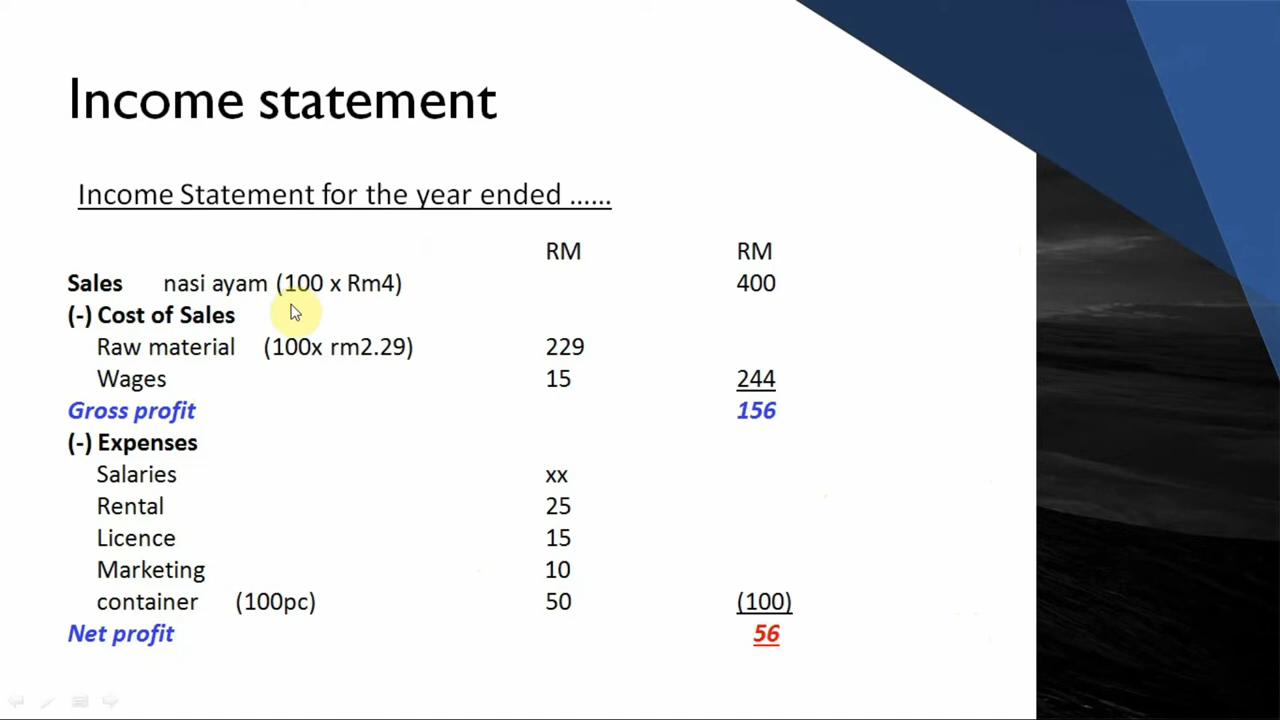 Income statement
Income Statement for the year ended ......
RM RM
Sales nasi ayam (100 x Rm4) 400
(-) Cost of Sales
Raw material (100x rm2.29) 229
Wages 15 244
Gross profit 156
(-) Expenses
Salaries xx
Rental 25
Licence 15
Marketing 10
container (100pc) 50 (100)
Net profit 56